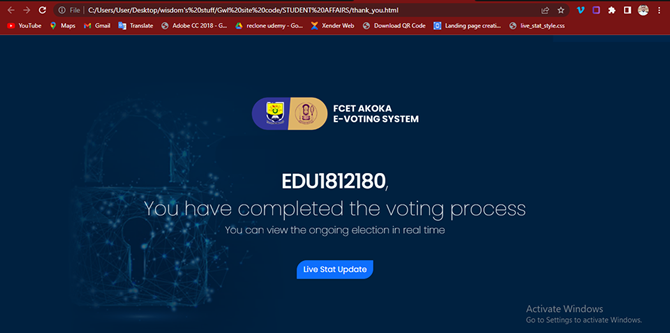 File C:/Users/User/Desktop/wisdom's%20stuff/Gwl%20site%20code/STUDENT%20AFFAIRS/thank_you.html
YouTube Maps Gmail Translate Adobe CC 2018 - G... reclone udemy - Go... Xender Web Download QR Code Landing page creati... live_stat_style.css
FCET AKOKA
E-VOTING SYSTEM
EDU1812180,
You have completed the voting process
You can view the ongoing election in real time
Live Stat Update
Activate Windows
Go to Settings to activate Windows.